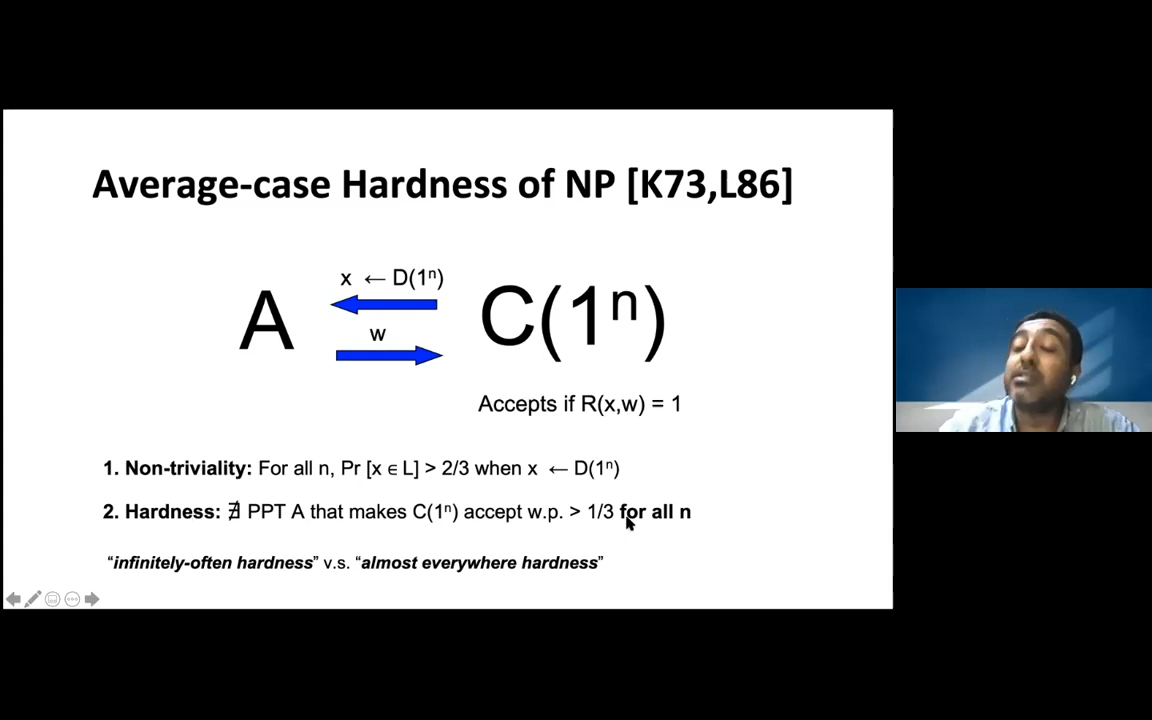 Average-case Hardness of NP [K73,L86]
x ← D(1ⁿ)
A
C(1ⁿ)
w
Accepts if R(x,w) = 1
1. Non-triviality: For all n, Pr [x ∈ L] > 2/3 when x ← D(1ⁿ)
2. Hardness: ∄ PPT A that makes C(1ⁿ) accept w.p. > 1/3 for all n
“infinitely-often hardness” v.s. “almost everywhere hardness”